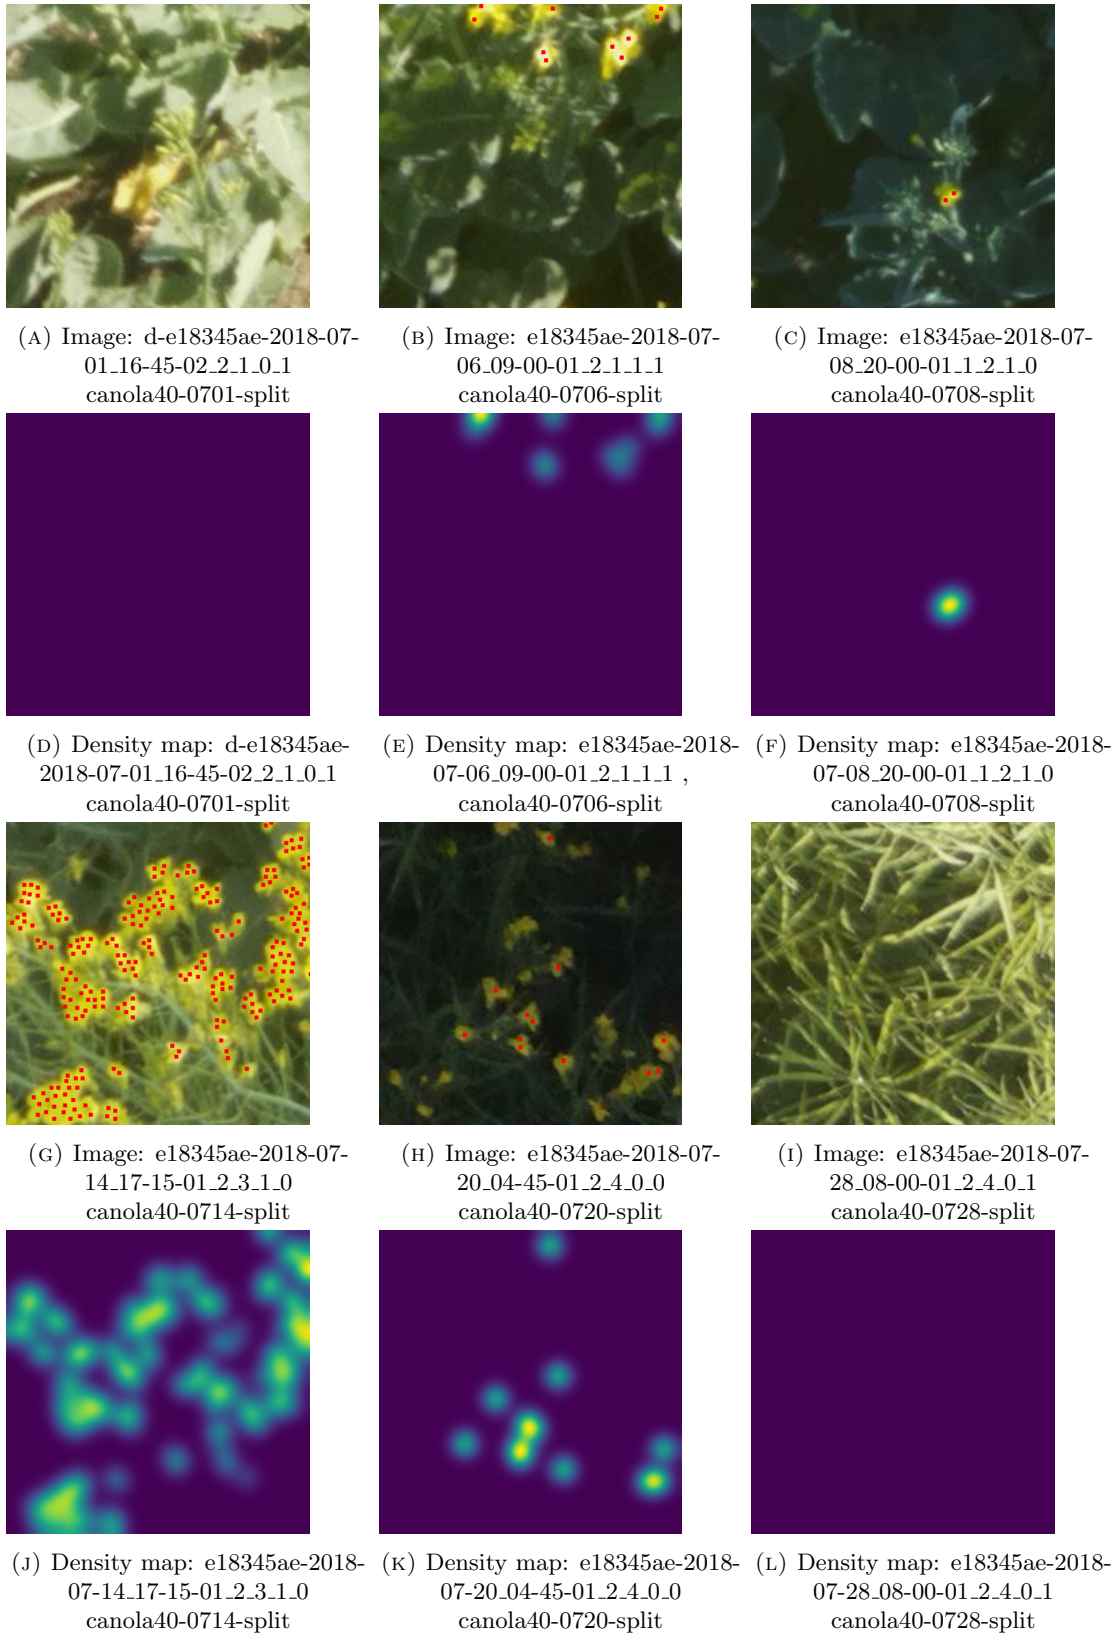 (A) Image: d-e18345ae-2018-07-
01_16-45-02_2_1_0_1
canola40-0701-split
(B) Image: e18345ae-2018-07-
06_09-00-01_2_1_1_1
canola40-0706-split
(C) Image: e18345ae-2018-07-
08_20-00-01_1_2_1_0
canola40-0708-split
(D) Density map: d-e18345ae-
2018-07-01_16-45-02_2_1_0_1
canola40-0701-split
(E) Density map: e18345ae-2018-
07-06_09-00-01_2_1_1_1 ,
canola40-0706-split
(F) Density map: e18345ae-2018-
07-08_20-00-01_1_2_1_0
canola40-0708-split
(G) Image: e18345ae-2018-07-
14_17-15-01_2_3_1_0
canola40-0714-split
(H) Image: e18345ae-2018-07-
20_04-45-01_2_4_0_0
canola40-0720-split
(I) Image: e18345ae-2018-07-
28_08-00-01_2_4_0_1
canola40-0728-split
(J) Density map: e18345ae-2018-
07-14_17-15-01_2_3_1_0
canola40-0714-split
(K) Density map: e18345ae-2018-
07-20_04-45-01_2_4_0_0
canola40-0720-split
(L) Density map: e18345ae-2018-
07-28_08-00-01_2_4_0_1
canola40-0728-split